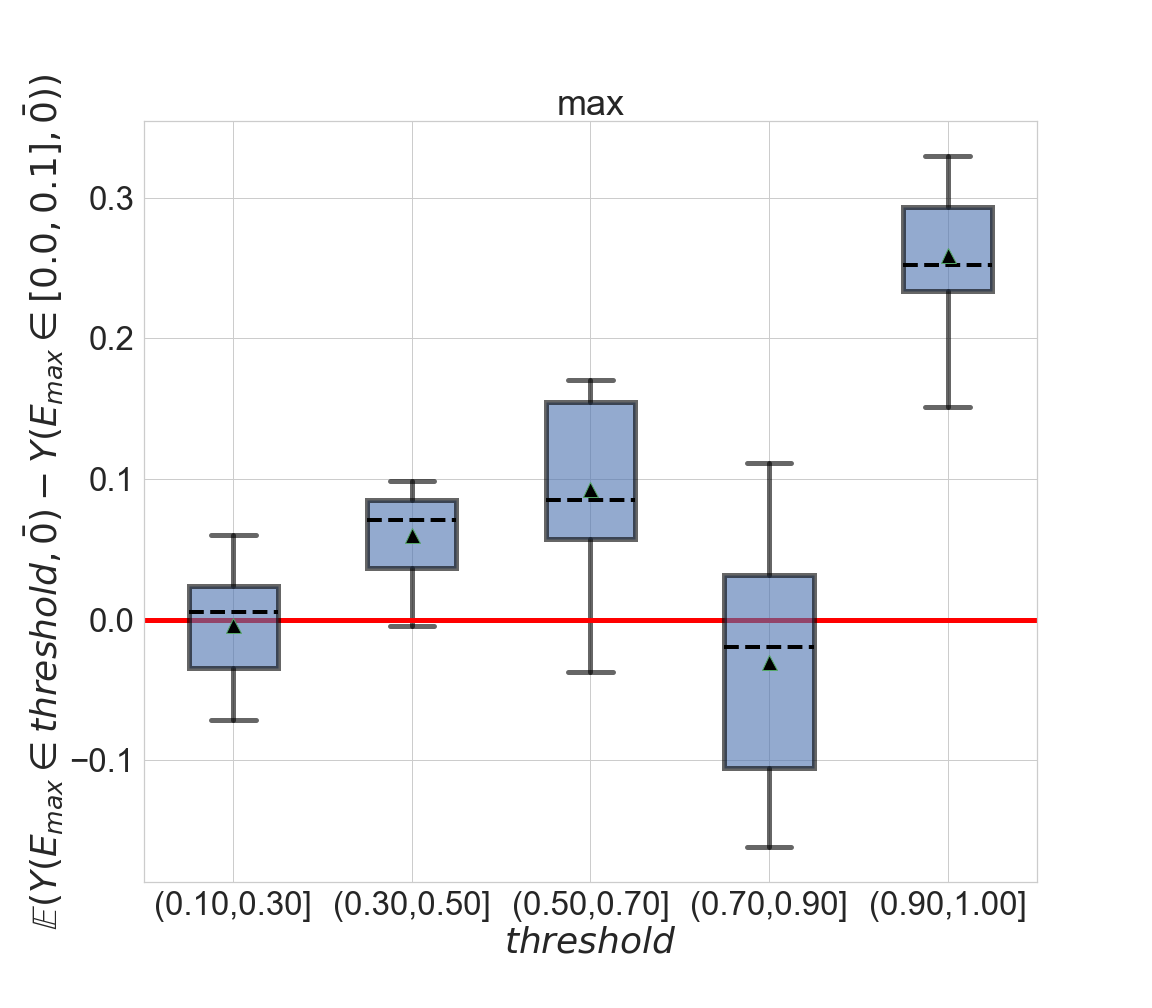 max
𝔼(Y(E_max ∈ threshold, 0̄) − Y(E_max ∈ [0.0, 0.1], 0̄))
0.3
0.2
0.1
0.0
−0.1
(0.10,0.30] (0.30,0.50] (0.50,0.70] (0.70,0.90] (0.90,1.00]
threshold